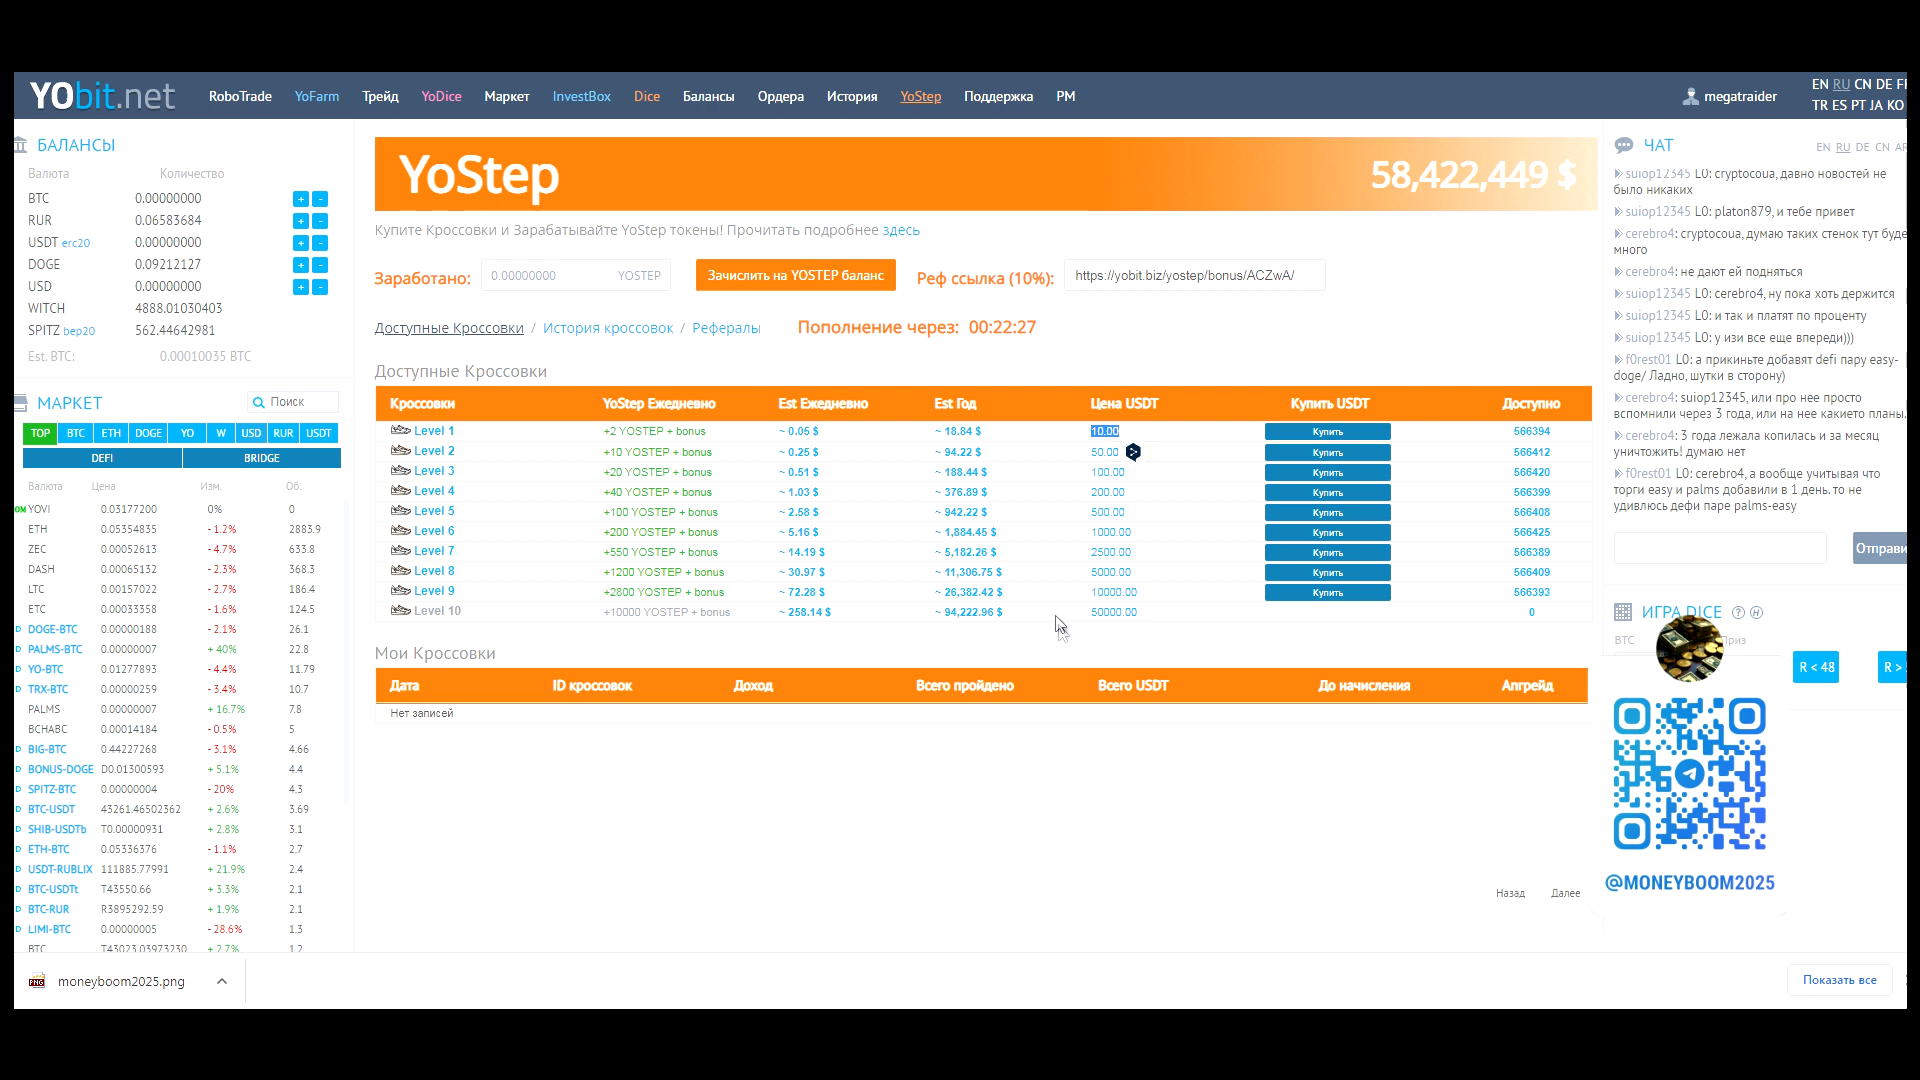 YObit.net
RoboTrade YoFarm Трейд YoDice Маркет InvestBox Dice Балансы Ордера История YoStep Поддержка PM
megatraider
EN RU CN DE
TR ES PT JA KO
БАЛАНСЫ
Валюта Количество
BTC 0.00000000 + -
RUR 0.06583684 + -
USDT erc20 0.00000000 + -
DOGE 0.09212127 + -
USD 0.00000000 + -
WITCH 4888.01030403
SPITZ bep20 562.44642981
Est. BTC: 0.00010035 BTC
МАРКЕТ
Поиск
TOP BTC ETH DOGE YO W USD RUR USDT
DEFI BRIDGE
Валюта Цена Изм. Об.
YOVI 0.03177200 0% 0
ETH 0.05354835 - 1.2% 2883.9
ZEC 0.00052613 - 4.7% 633.8
DASH 0.00065132 - 2.3% 368.3
LTC 0.00157022 - 2.7% 186.4
ETC 0.00033358 - 1.6% 124.5
D DOGE-BTC 0.00000188 - 2.1% 26.1
D PALMS-BTC 0.00000007 + 40% 22.8
D YO-BTC 0.01277893 - 4.4% 11.79
D TRX-BTC 0.00000259 - 3.4% 10.7
PALMS 0.00000007 + 16.7% 7.8
BCHABC 0.00014184 - 0.5% 5
D BIG-BTC 0.44227268 - 3.1% 4.66
D BONUS-DOGE D0.01300593 + 5.1% 4.4
D SPITZ-BTC 0.00000004 - 20% 4.3
D BTC-USDT 43261.46502362 + 2.6% 3.69
D SHIB-USDTb T0.00000931 + 2.8% 3.1
D ETH-BTC 0.05336376 - 1.1% 2.7
D USDT-RUBLIX 111885.77991 + 21.9% 2.4
D BTC-USDTt T43550.66 + 3.3% 2.1
D BTC-RUR R3895292.59 + 1.9% 2.1
D LIMI-BTC 0.00000005 - 28.6% 1.3
BTC T43023.03973230 + 2.7% 1.2
YoStep 58,422,449 $
Купите Кроссовки и Зарабатывайте YoStep токены! Прочитать подробнее здесь
Заработано: 0.00000000 YOSTEP Зачислить на YOSTEP баланс Реф ссылка (10%): https://yobit.biz/yostep/bonus/ACZwA/
Доступные Кроссовки / История кроссовок / Рефералы Пополнение через: 00:22:27
Доступные Кроссовки
Кроссовки YoStep Ежедневно Est Ежедневно Est Год Цена USDT Купить USDT Доступно
Level 1 +2 YOSTEP + bonus ~ 0.05 $ ~ 18.84 $ 10.00 Купить 566394
Level 2 +10 YOSTEP + bonus ~ 0.25 $ ~ 94.22 $ 50.00 Купить 566412
Level 3 +20 YOSTEP + bonus ~ 0.51 $ ~ 188.44 $ 100.00 Купить 566420
Level 4 +40 YOSTEP + bonus ~ 1.03 $ ~ 376.89 $ 200.00 Купить 566399
Level 5 +100 YOSTEP + bonus ~ 2.58 $ ~ 942.22 $ 500.00 Купить 566408
Level 6 +200 YOSTEP + bonus ~ 5.16 $ ~ 1,884.45 $ 1000.00 Купить 566425
Level 7 +550 YOSTEP + bonus ~ 14.19 $ ~ 5,182.26 $ 2500.00 Купить 566389
Level 8 +1200 YOSTEP + bonus ~ 30.97 $ ~ 11,306.75 $ 5000.00 Купить 566409
Level 9 +2800 YOSTEP + bonus ~ 72.28 $ ~ 26,382.42 $ 10000.00 Купить 566393
Level 10 +10000 YOSTEP + bonus ~ 258.14 $ ~ 94,222.96 $ 50000.00 0
Мои Кроссовки
Дата ID кроссовок Доход Всего пройдено Всего USDT До начисления Апгрейд
Нет записей
Назад Далее
ЧАТ
EN RU DE CN
suiop12345 L0: cryptocoua, давно новостей не
было никаких
suiop12345 L0: platon879, и тебе привет
cerebro4: cryptocoua, думаю таких стенок тут буде
много
cerebro4: не дают ей подняться
suiop12345 L0: cerebro4, ну пока хоть держится
suiop12345 L0: и так и платят по проценту
suiop12345 L0: у изи все еще впереди)))
f0rest01 L0: а прикиньте добавят defi пару easy-
doge/ Ладно, шутки в сторону)
cerebro4: suiop12345, или про нее просто
вспомнили через 3 года, или на нее какието планы.
cerebro4: 3 года лежала копилась и за месяц
уничтожить! думаю нет
f0rest01 L0: cerebro4, а вообще учитывая что
торги easy и palms добавили в 1 день. то не
удивлюсь дефи паре palms-easy
Отправи
ИГРА DICE ? H
BTC Приз
R < 48 R >
@MONEYBOOM2025
moneyboom2025.png
Показать все